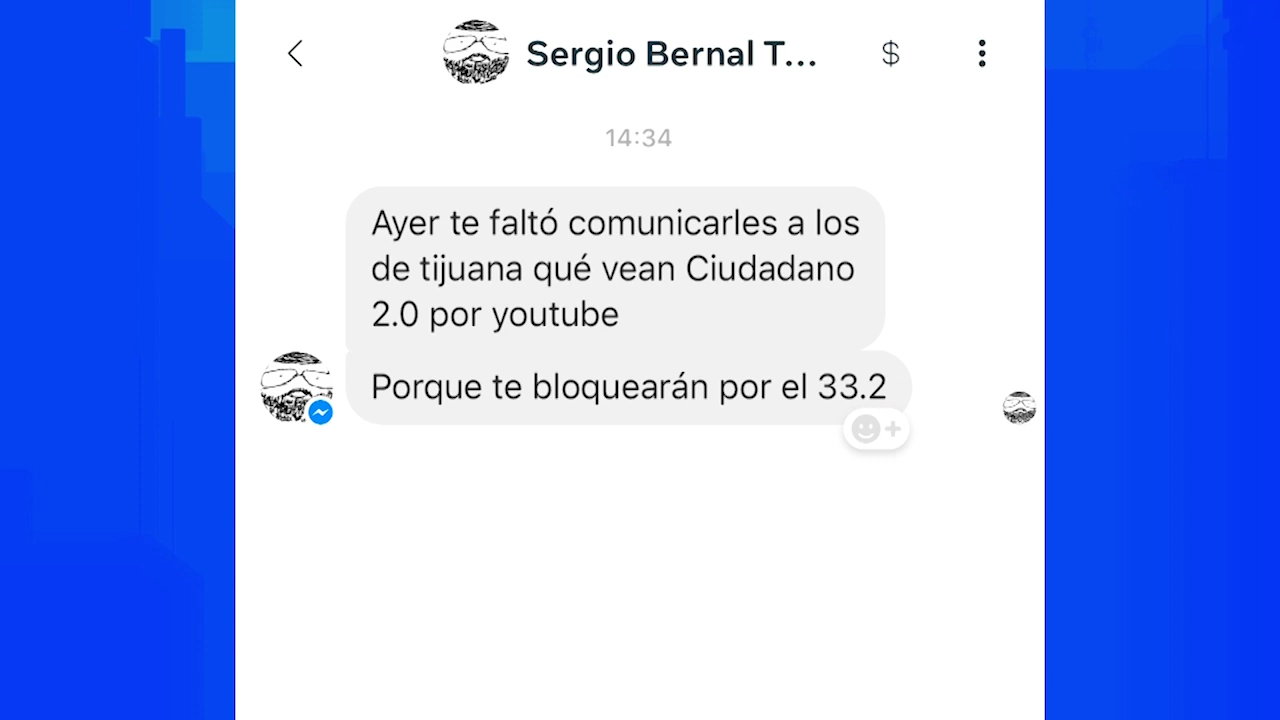 Sergio Bernal T...
$
14:34
Ayer te faltó comunicarles a los
de tijuana qué vean Ciudadano
2.0 por youtube
Porque te bloquearán por el 33.2